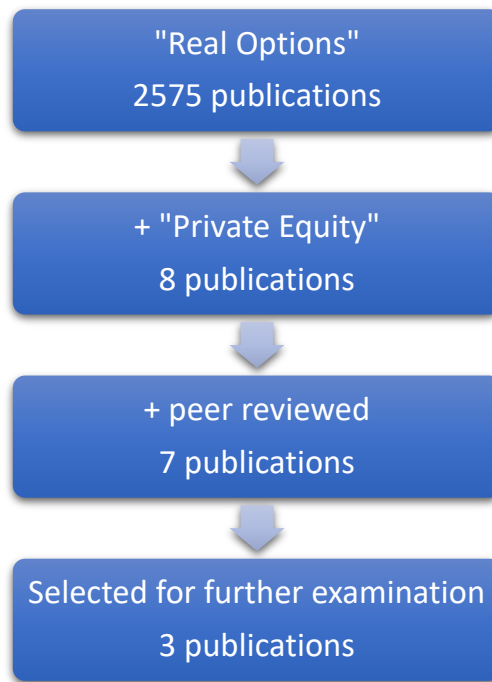 "Real Options"
2575 publications
+ "Private Equity"
8 publications
+ peer reviewed
7 publications
Selected for further examination
3 publications